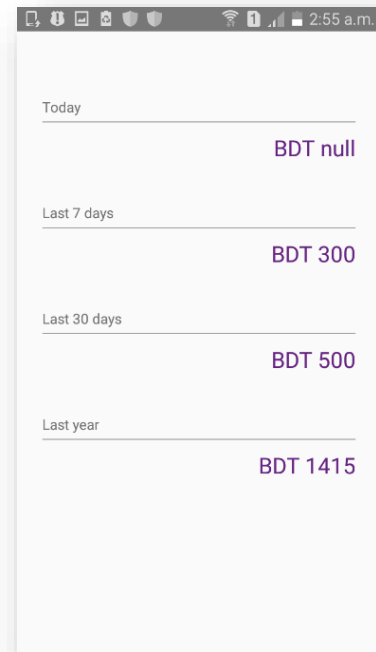 1 2:55 a.m.
Today
BDT null
Last 7 days
BDT 300
Last 30 days
BDT 500
Last year
BDT 1415